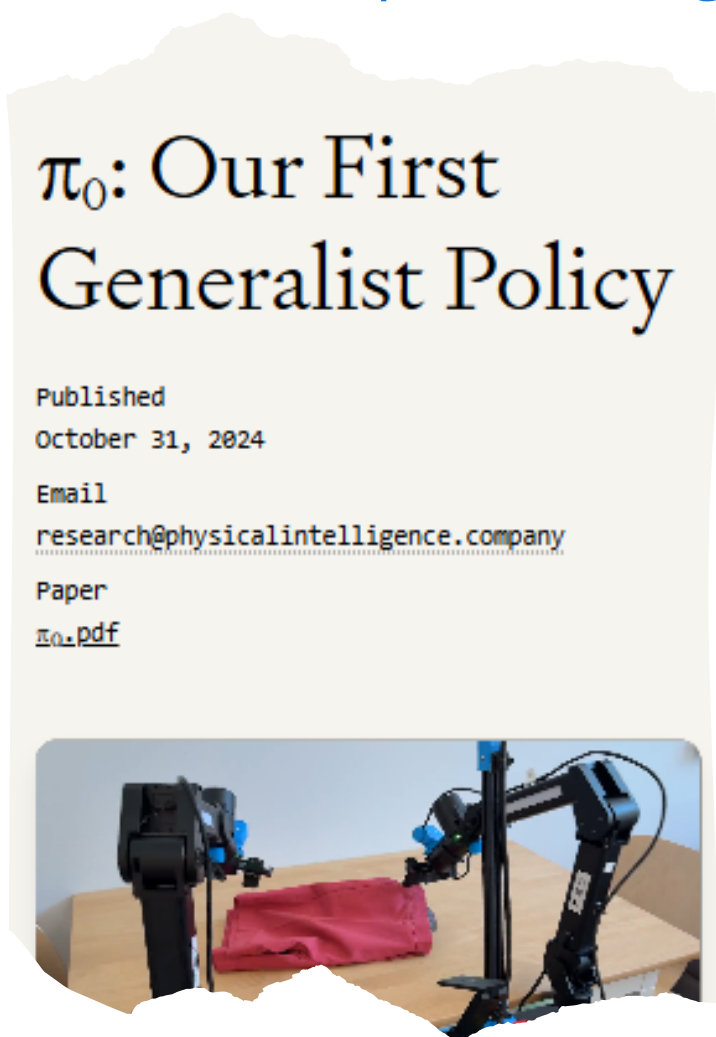 π₀: Our First
Generalist Policy
Published
October 31, 2024
Email
research@physicalintelligence.company
Paper
π₀.pdf